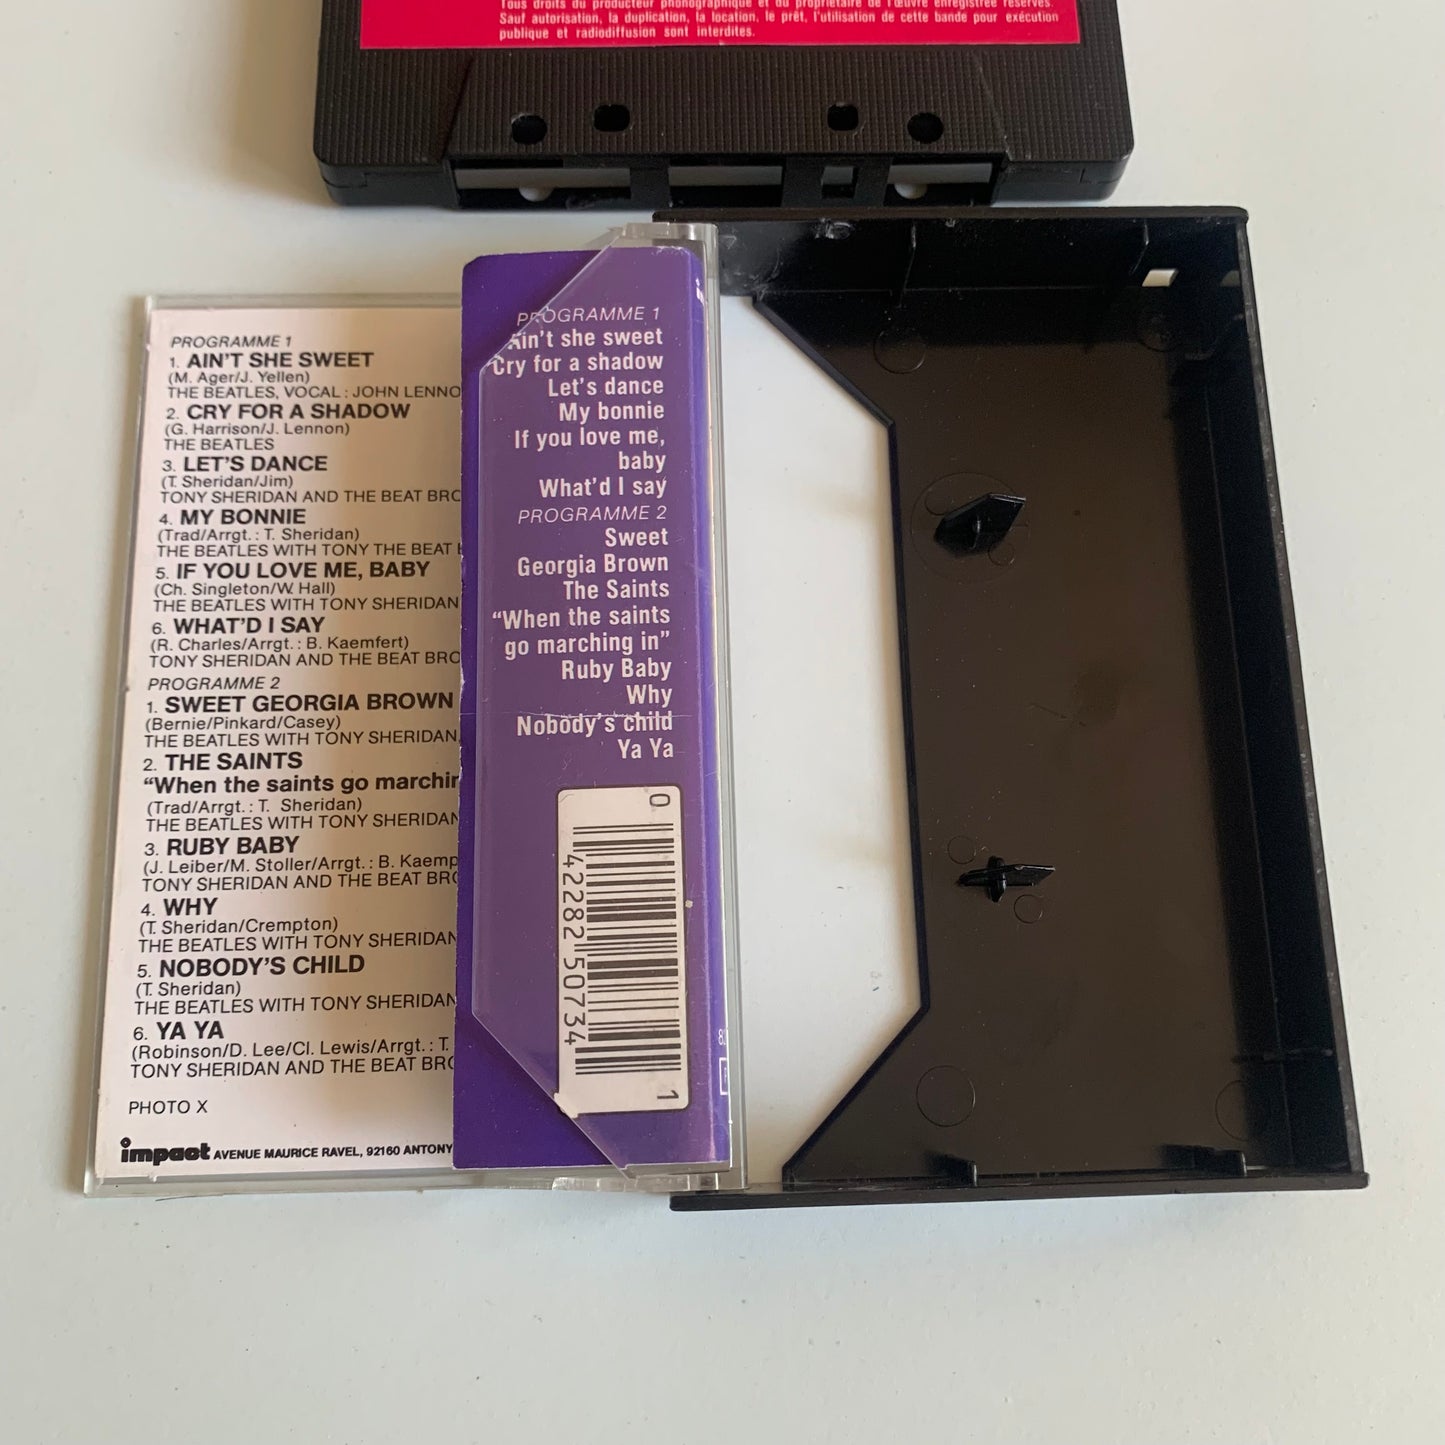 Tous droits du producteur phonographique et du propriétaire de l'œuvre enregistrée réservés.
Sauf autorisation, la duplication, la location, le prêt, l'utilisation de cette bande pour exécution
publique et radiodiffusion sont interdites.
PROGRAMME 1
1. AIN'T SHE SWEET
(M. Ager/J. Yellen)
THE BEATLES, VOCAL : JOHN LENNO
2. CRY FOR A SHADOW
(G. Harrison/J. Lennon)
THE BEATLES
3. LET'S DANCE
(T. Sheridan/Jim)
TONY SHERIDAN AND THE BEAT BRO
4. MY BONNIE
(Trad/Arrgt. : T. Sheridan)
THE BEATLES WITH TONY THE BEAT
5. IF YOU LOVE ME, BABY
(Ch. Singleton/W. Hall)
THE BEATLES WITH TONY SHERIDAN
6. WHAT'D I SAY
(R. Charles/Arrgt. : B. Kaemfert)
TONY SHERIDAN AND THE BEAT BRO
PROGRAMME 2
1. SWEET GEORGIA BROWN
(Bernie/Pinkard/Casey)
THE BEATLES WITH TONY SHERIDAN,
2. THE SAINTS
“When the saints go marchin
(Trad/Arrgt. : T. Sheridan)
THE BEATLES WITH TONY SHERIDAN
3. RUBY BABY
(J. Leiber/M. Stoller/Arrgt. : B. Kaemp
TONY SHERIDAN AND THE BEAT BRO
4. WHY
(T. Sheridan/Crempton)
THE BEATLES WITH TONY SHERIDAN
5. NOBODY'S CHILD
(T. Sheridan)
THE BEATLES WITH TONY SHERIDAN
6. YA YA
(Robinson/D. Lee/Cl. Lewis/Arrgt. : T.
TONY SHERIDAN AND THE BEAT BRO
PHOTO X
impact AVENUE MAURICE RAVEL, 92160 ANTONY
PROGRAMME 1
Ain't she sweet
Cry for a shadow
Let's dance
My bonnie
If you love me,
baby
What'd I say
PROGRAMME 2
Sweet
Georgia Brown
The Saints
“When the saints
go marching in”
Ruby Baby
Why
Nobody's child
Ya Ya
0 42282 50734 1